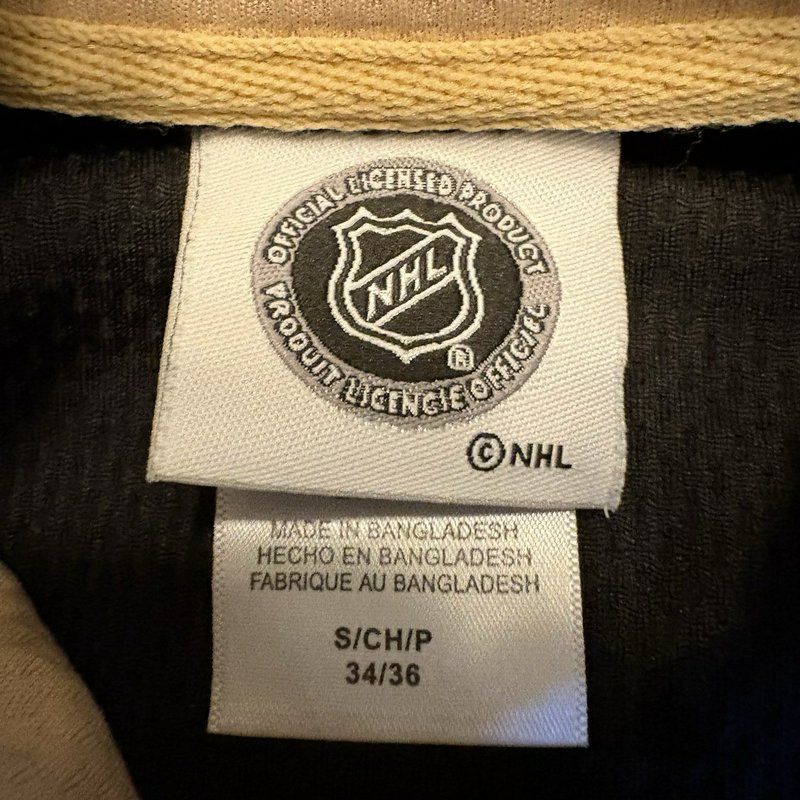 OFFICIAL LICENSED PRODUCT
NHL
®
PRODUIT LICENCIE OFFICIEL
© NHL
MADE IN BANGLADESH
HECHO EN BANGLADESH
FABRIQUE AU BANGLADESH
S/CH/P
34/36